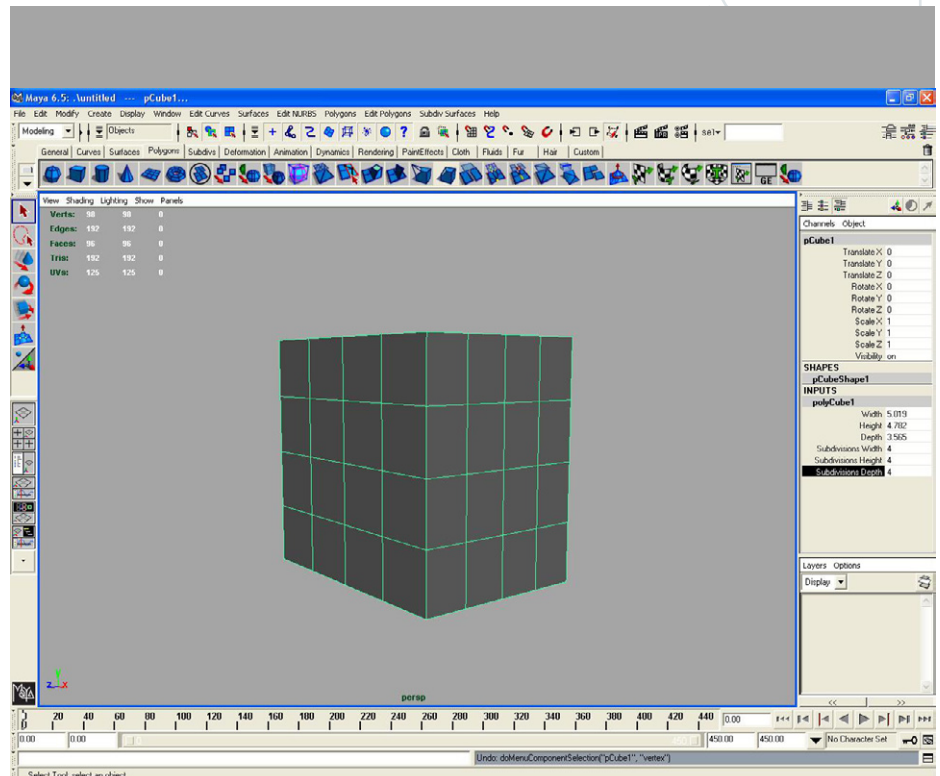 Maya 6.5: .\untitled --- pCube1...
File Edit Modify Create Display Window Edit Curves Surfaces Edit NURBS Polygons Edit Polygons Subdiv Surfaces Help
Modeling Objects sel
General Curves Surfaces Polygons Subdivs Deformation Animation Dynamics Rendering PaintEffects Cloth Fluids Fur Hair Custom
GE
View Shading Lighting Show Panels
Verts: 98 98 0
Edges: 192 192 0
Faces: 96 96 0
Tris: 192 192 0
UVs: 125 125 0
Channels Object
pCube1
Translate X 0
Translate Y 0
Translate Z 0
Rotate X 0
Rotate Y 0
Rotate Z 0
Scale X 1
Scale Y 1
Scale Z 1
Visibility on
SHAPES
pCubeShape1
INPUTS
polyCube1
Width 5.019
Height 4.782
Depth 3.565
Subdivisions Width 4
Subdivisions Height 4
Subdivisions Depth 4
Layers Options
Display
y
z x
persp
<< >>
20 40 60 80 100 120 140 160 180 200 220 240 260 280 300 320 340 360 380 400 420 440 0.00
0.00 0.00 450.00 450.00 No Character Set
Undo: doMenuComponentSelection("pCube1", "vertex")
Select Tool: select an object